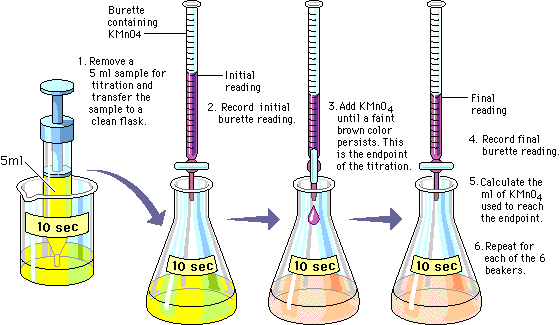 Burette
containing
KMnO4
1. Remove a
5 ml sample for
titration and
transfer the
sample to a
clean flask.
5ml
10 sec
Initial
reading
2. Record initial
burette reading.
10 sec
3. Add KMnO4
until a faint
brown color
persists. This
is the endpoint
of the titration.
10 sec
Final
reading
4. Record final
burette reading.
5. Calculate the
ml of KMnO4
used to reach
the endpoint.
6. Repeat for
each of the 6
beakers.
10 sec